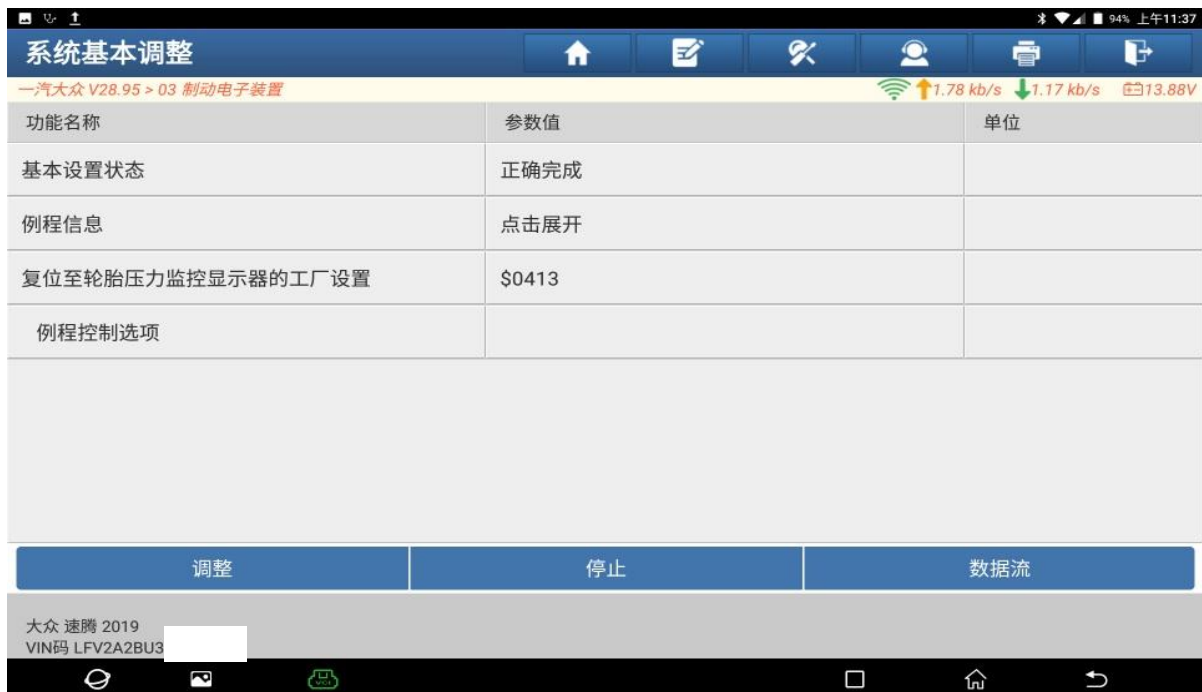 94% 上午11:37
系统基本调整
一汽大众 V28.95 > 03 制动电子装置 1.78 kb/s 1.17 kb/s 13.88V
功能名称 参数值 单位
基本设置状态 正确完成
例程信息 点击展开
复位至轮胎压力监控显示器的工厂设置 $0413
例程控制选项
调整 停止 数据流
大众 速腾 2019
VIN码 LFV2A2BU3
VCI